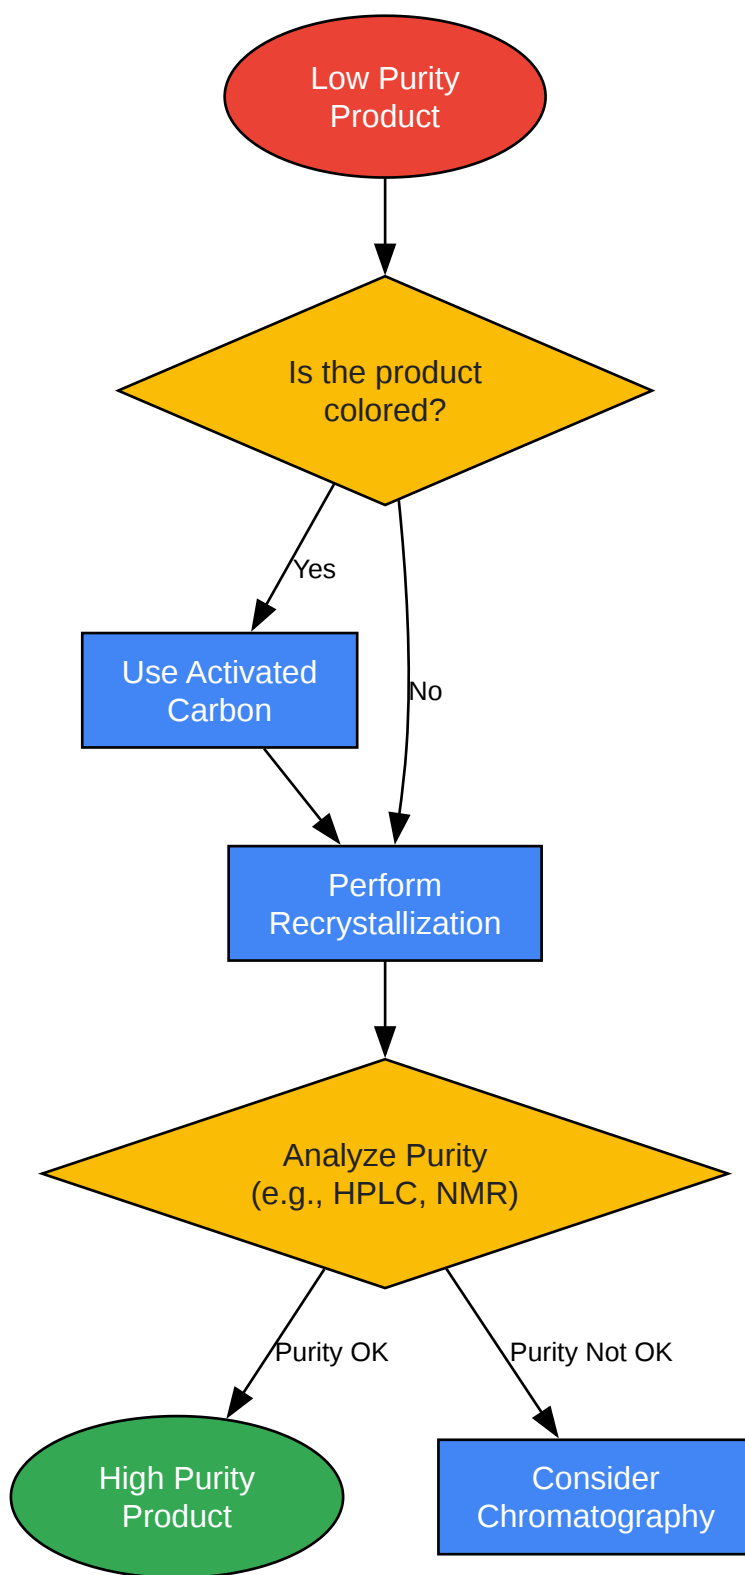 Low Purity
Product
Is the product
colored?
Yes
Use Activated
Carbon
No
Perform
Recrystallization
Analyze Purity
(e.g., HPLC, NMR)
Purity OK
Purity Not OK
High Purity
Product
Consider
Chromatography